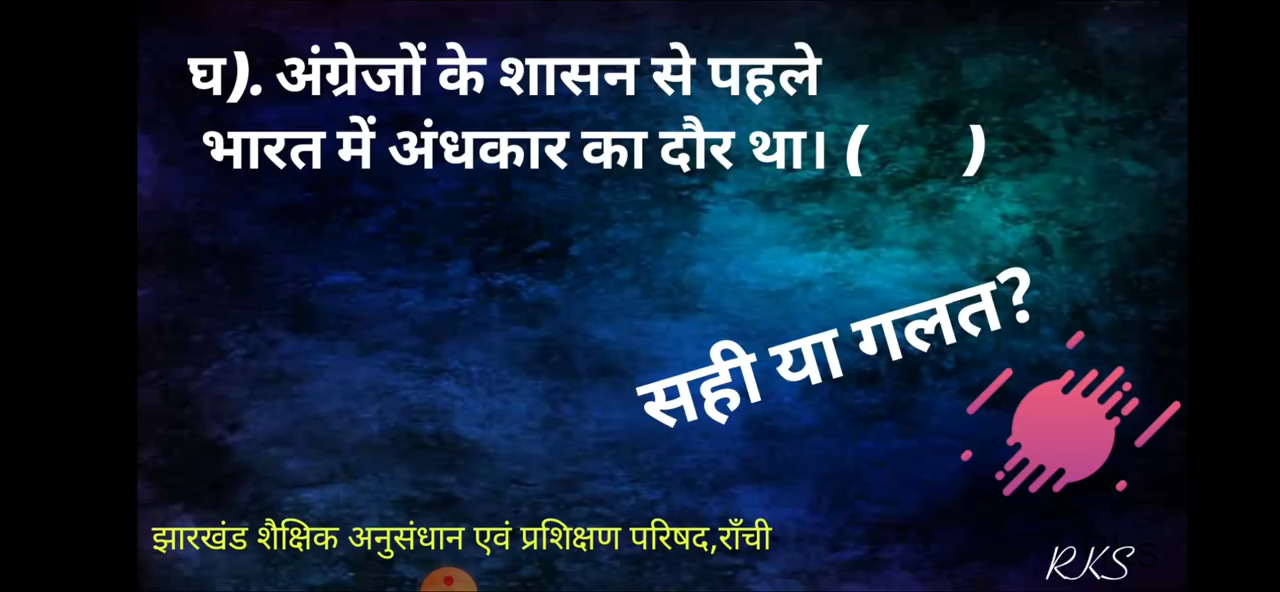 घ). अंग्रेजों के शासन से पहले
भारत में अंधकार का दौर था। ( )
सही या गलत?
झारखंड शैक्षिक अनुसंधान एवं प्रशिक्षण परिषद,राँची
RKS